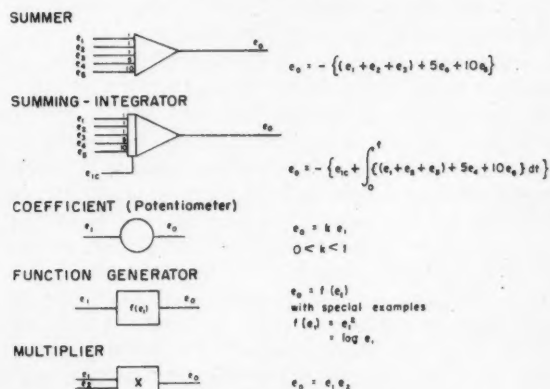 SUMMER
e₁ 1
e₂ 1
e₃ 1
e₄ 5
e₅ 10
e₀
e₀ = - {(e₁ + e₂ + e₃) + 5e₄ + 10e₅}
SUMMING-INTEGRATOR
e₁ 1
e₂ 1
e₃ 1
e₄
e₅
e₀
e₁c
e₀ = - {e₁c + ∫₀ᵗ {(e₁ + e₂ + e₃) + 5e₄ + 10e₅} dt}
COEFFICIENT (Potentiometer)
e₁ e₀
e₀ = k e₁
0 < k < 1
FUNCTION GENERATOR
e₁ f(e₁) e₀
e₀ = f (e₁)
with special examples
f (e₁) = e₁²
= log e₁
MULTIPLIER
e₁
e₂ X e₀
e₀ = e₁ e₂